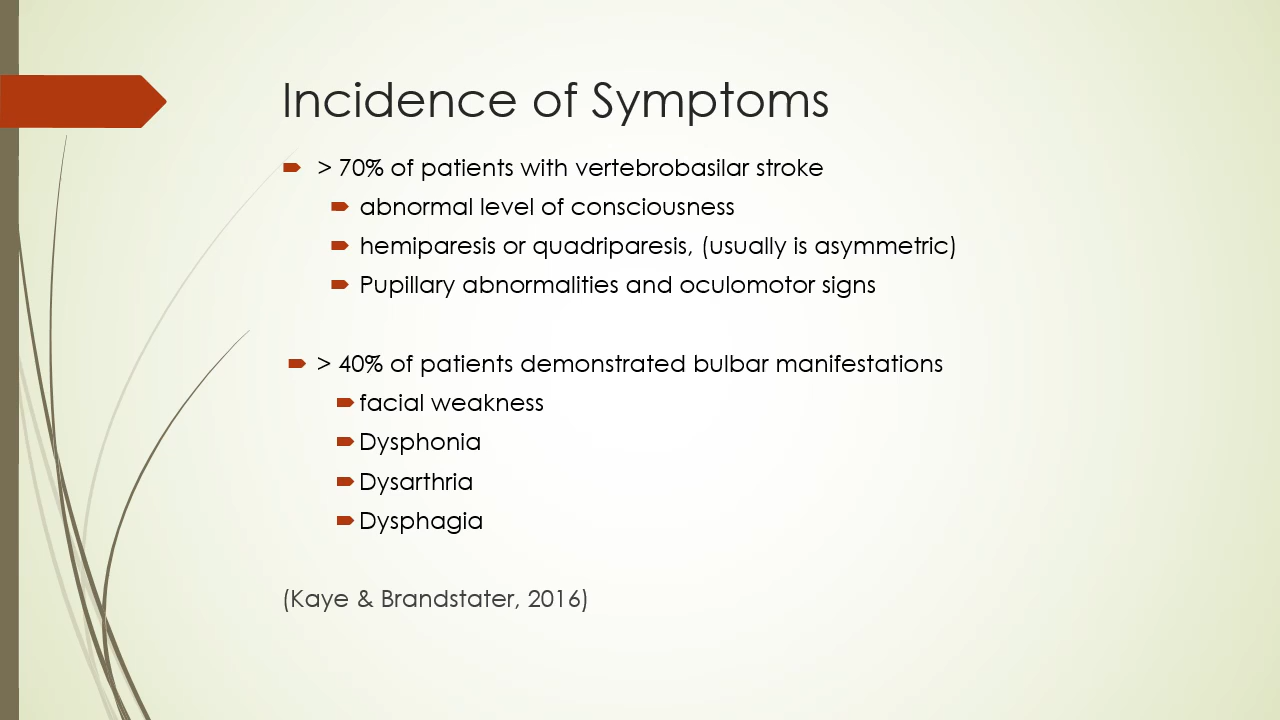 Incidence of Symptoms
> 70% of patients with vertebrobasilar stroke
abnormal level of consciousness
hemiparesis or quadriparesis, (usually is asymmetric)
Pupillary abnormalities and oculomotor signs
> 40% of patients demonstrated bulbar manifestations
facial weakness
Dysphonia
Dysarthria
Dysphagia
(Kaye & Brandstater, 2016)